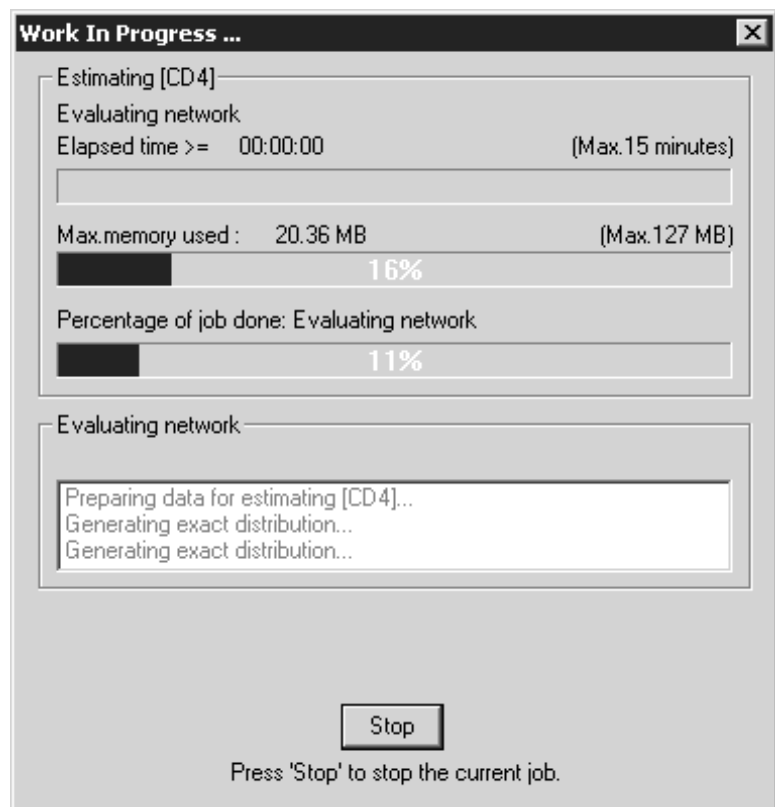 Work In Progress ...
Estimating [CD4]
Evaluating network
Elapsed time >= 00:00:00 (Max.15 minutes)
Max.memory used : 20.36 MB (Max.127 MB)
16%
Percentage of job done: Evaluating network
11%
Evaluating network
Preparing data for estimating [CD4]...
Generating exact distribution...
Generating exact distribution...
Stop
Press 'Stop' to stop the current job.